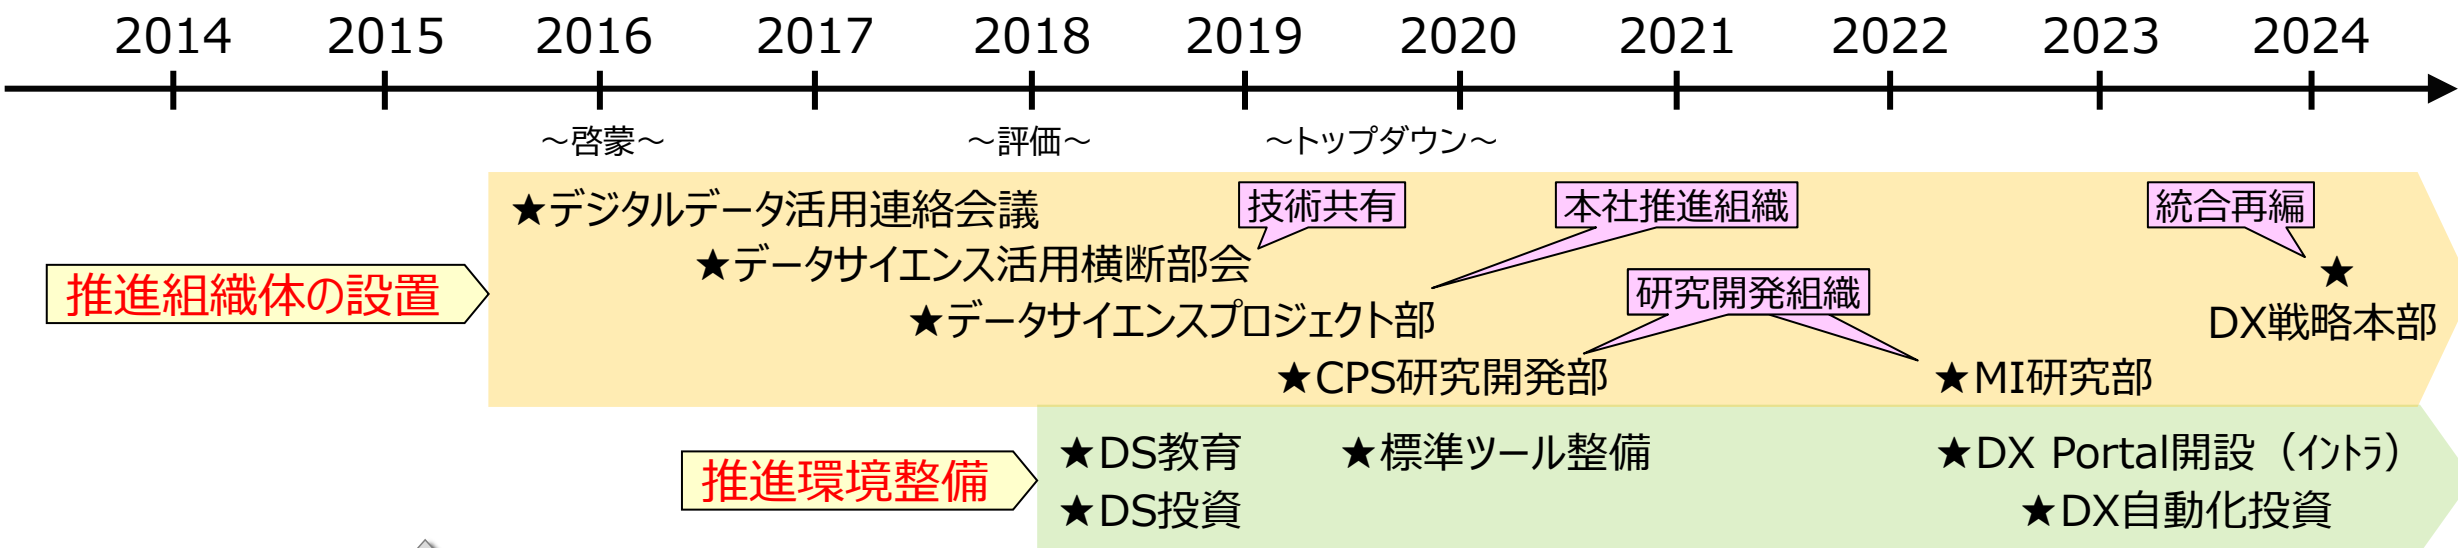 2014 2015 2016 2017 2018 2019 2020 2021 2022 2023 2024
～啓蒙～ ～評価～ ～トップダウン～
★デジタルデータ活用連絡会議 技術共有 本社推進組織 統合再編
★データサイエンス活用横断部会
推進組織体の設置 研究開発組織 ★
★データサイエンスプロジェクト部 DX戦略本部
★CPS研究開発部 ★MI研究部
★DS教育 ★標準ツール整備 ★DX Portal開設（イントラ）
推進環境整備
★DS投資 ★DX自動化投資